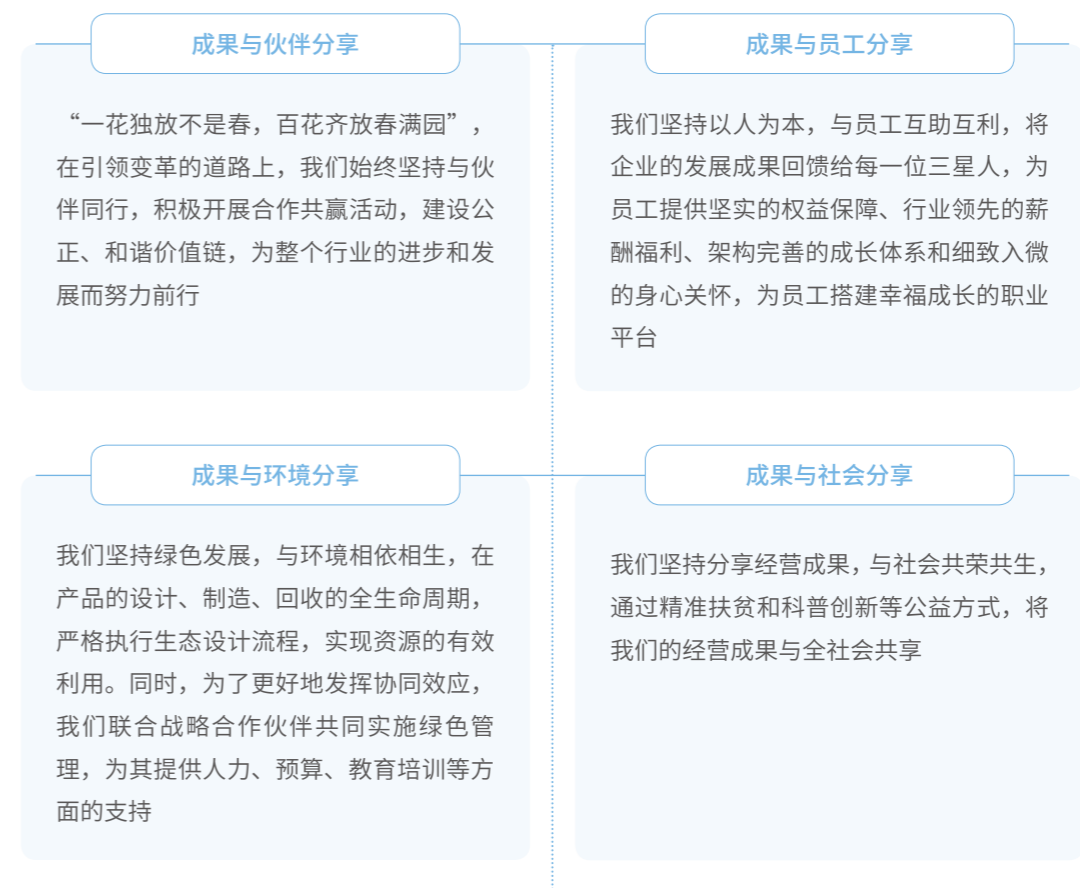 成果与伙伴分享
“一花独放不是春，百花齐放春满园”，
在引领变革的道路上，我们始终坚持与伙
伴同行，积极开展合作共赢活动，建设公
正、和谐价值链，为整个行业的进步和发
展而努力前行
成果与员工分享
我们坚持以人为本，与员工互助互利，将
企业的发展成果回馈给每一位三星人，为
员工提供坚实的权益保障、行业领先的薪
酬福利、架构完善的成长体系和细致入微
的身心关怀，为员工搭建幸福成长的职业
平台
成果与环境分享
我们坚持绿色发展，与环境相依相生，在
产品的设计、制造、回收的全生命周期，
严格执行生态设计流程，实现资源的有效
利用。同时，为了更好地发挥协同效应，
我们联合战略合作伙伴共同实施绿色管
理，为其提供人力、预算、教育培训等方
面的支持
成果与社会分享
我们坚持分享经营成果，与社会共荣共生，
通过精准扶贫和科普创新等公益方式，将
我们的经营成果与全社会共享